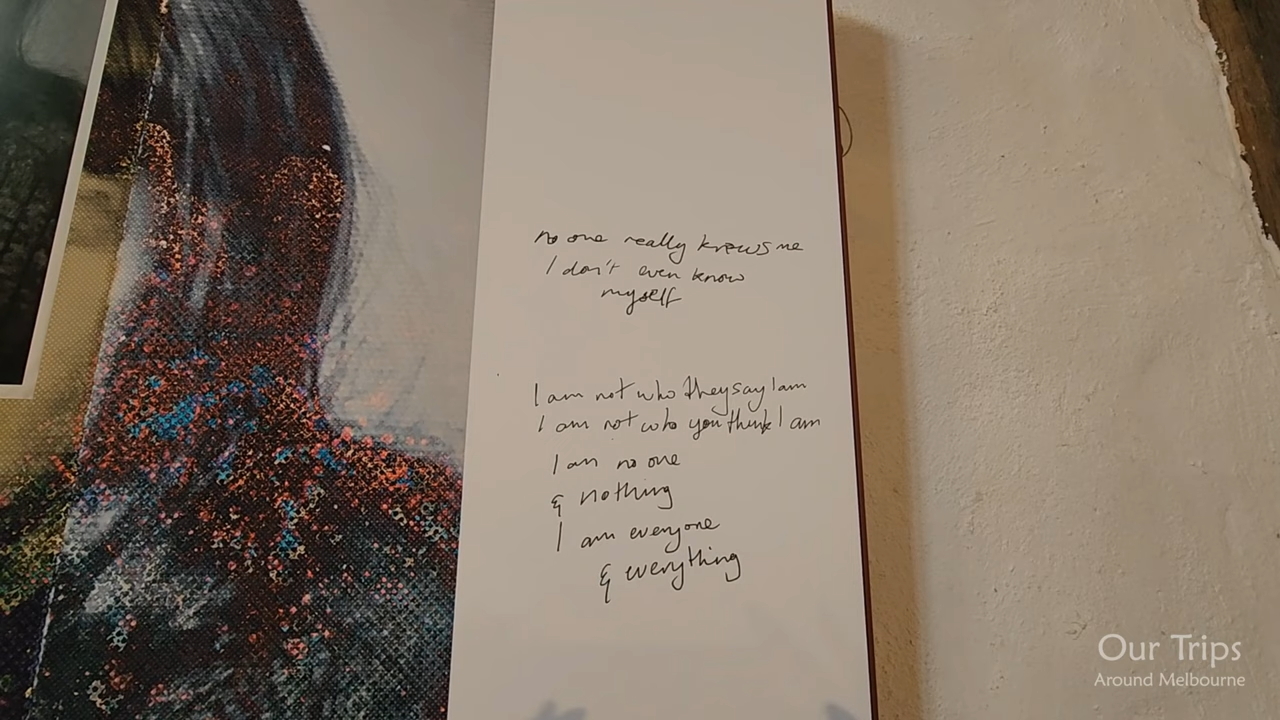 no one really knows me
I don't even know
myself
I am not who they say I am
I am not who you think I am
I am no one
& nothing
I am everyone
& everything
Our Trips
Around Melbourne